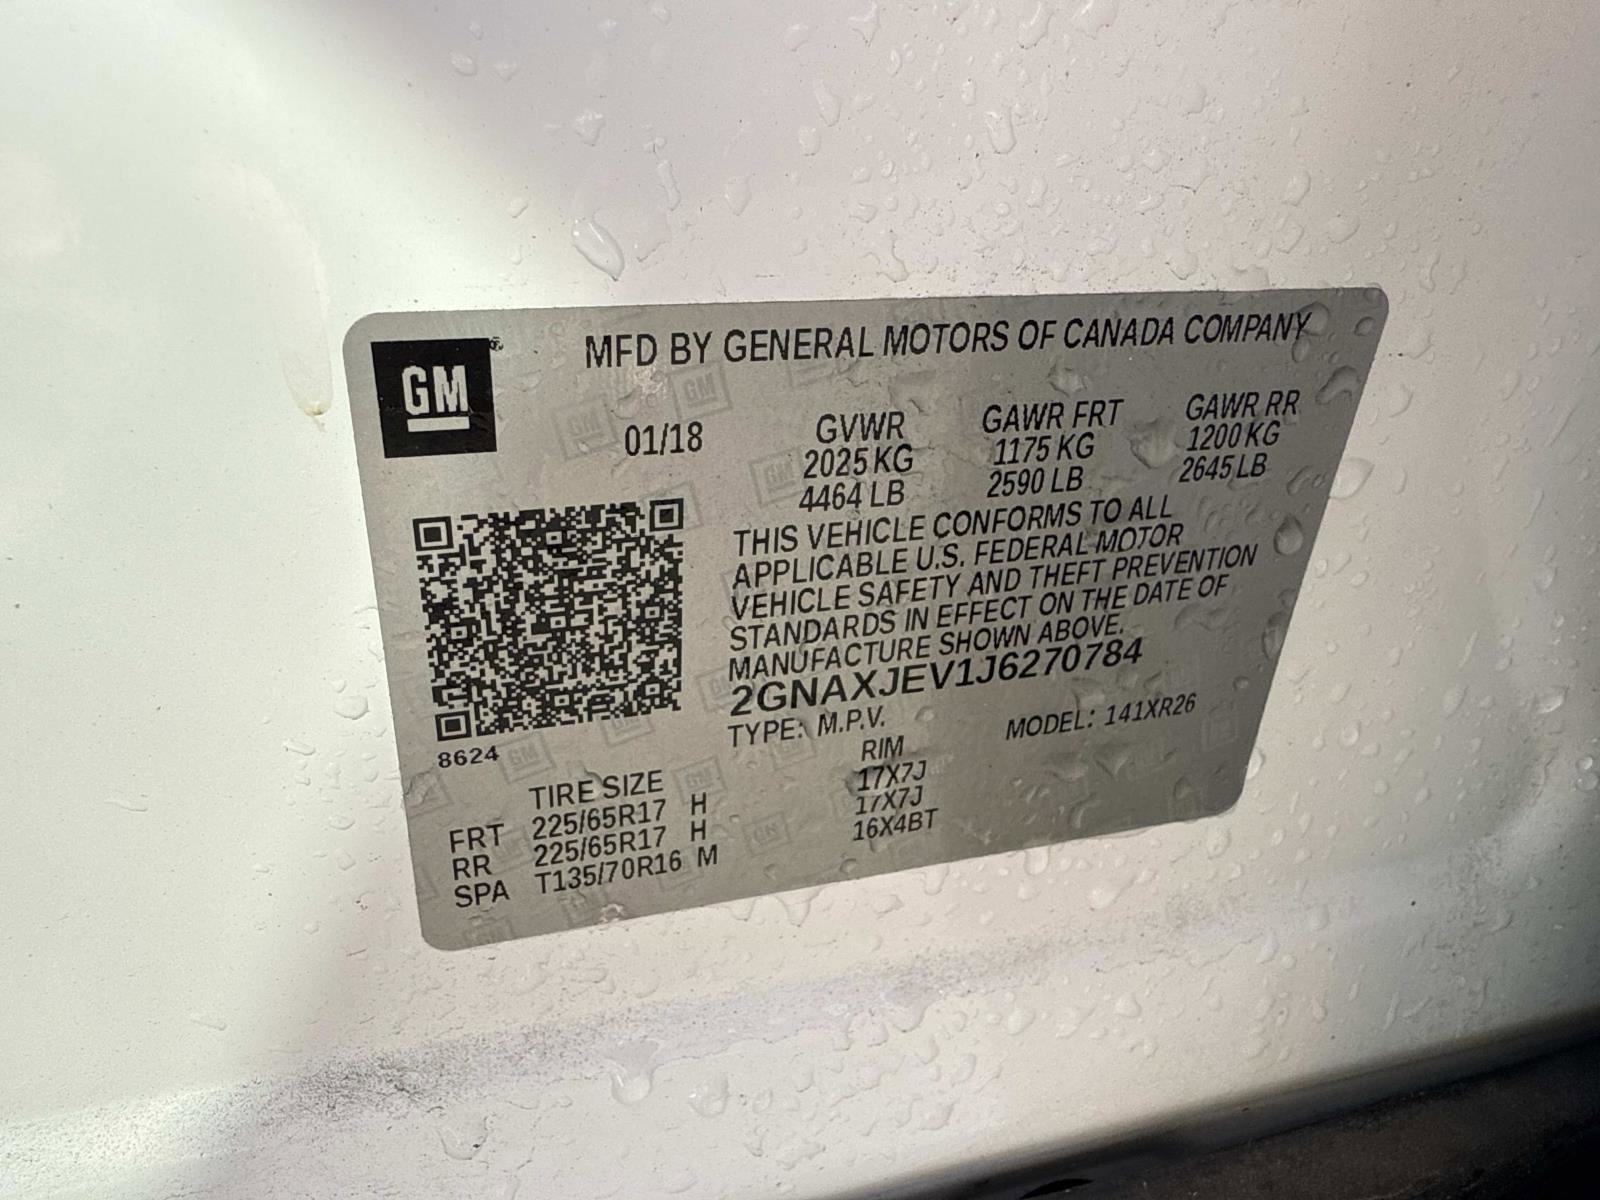 GM
MFD BY GENERAL MOTORS OF CANADA COMPANY
01/18 GVWR GAWR FRT GAWR RR
2025 KG 1175 KG 1200 KG
4464 LB 2590 LB 2645 LB
THIS VEHICLE CONFORMS TO ALL
APPLICABLE U.S. FEDERAL MOTOR
VEHICLE SAFETY AND THEFT PREVENTION
STANDARDS IN EFFECT ON THE DATE OF
MANUFACTURE SHOWN ABOVE.
2GNAXJEV1J6270784
TYPE: M.P.V. MODEL: 141XR26
8624
TIRE SIZE RIM
FRT 225/65R17 H 17X7J
RR 225/65R17 H 17X7J
SPA T135/70R16 M 16X4BT